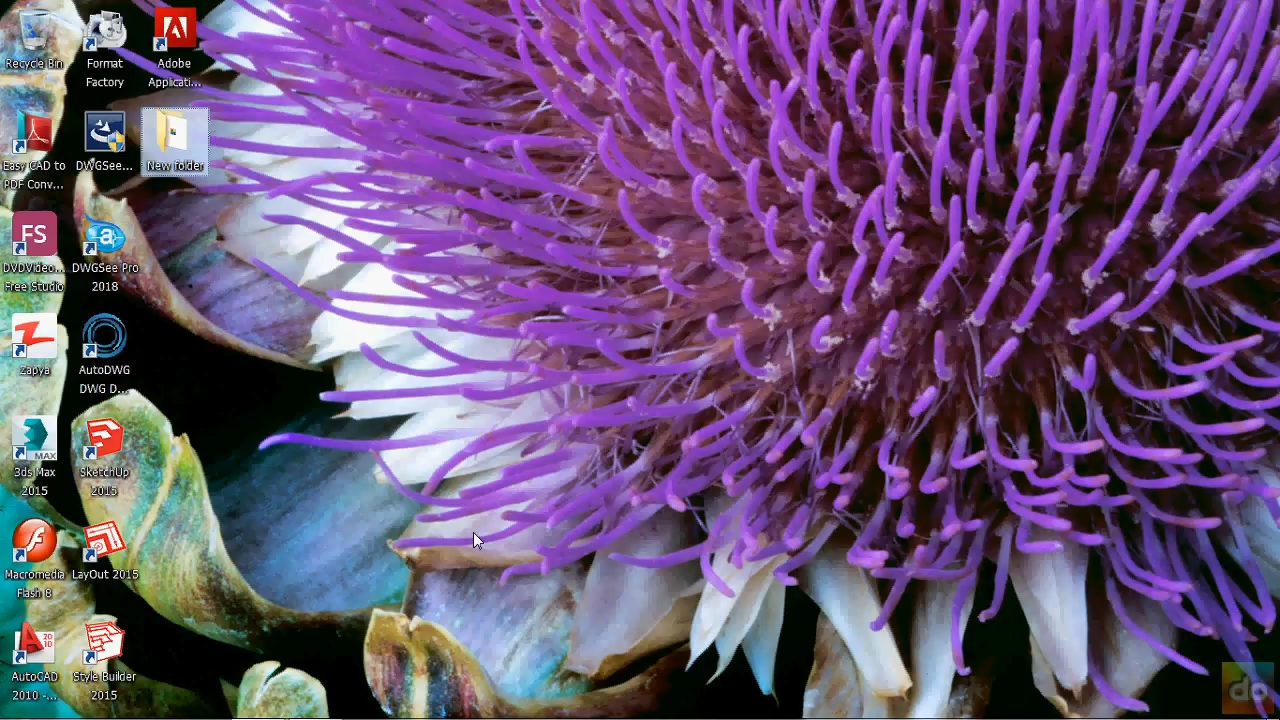 Recycle Bin
Format
Factory
Adobe
Applicati...
Easy CAD to
PDF Conv...
DWGSee...
New folder
FS
DVDVideo...
Free Studio
a
DWGSee Pro
2018
Zapya
AutoDWG
DWG D...
MAX
3ds Max
2015
SketchUp
2015
Macromedia
Flash 8
LayOut 2015
AutoCAD
2010 -...
Style Builder
2015
do